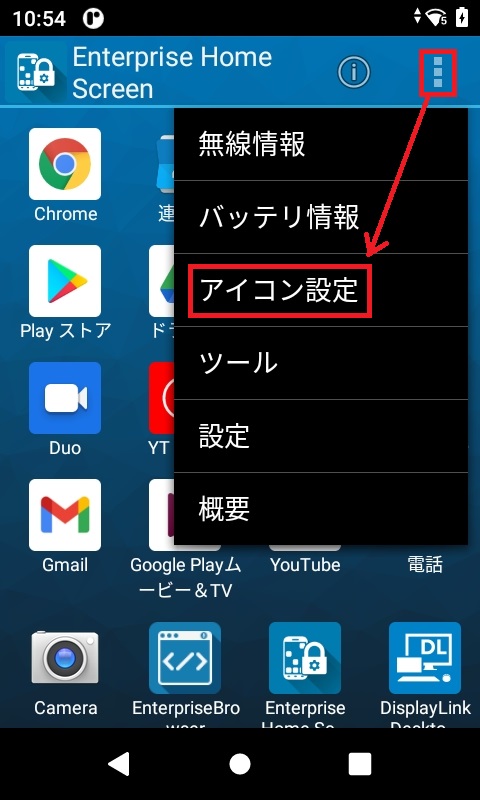 10:54
5
Enterprise Home
Screen
無線情報
バッテリ情報
アイコン設定
ツール
設定
概要
Chrome
連
Play ストア
ド
Duo
YT
Gmail
Google Playム
ービー＆TV
YouTube
電話
Camera
EnterpriseBro
wser
Enterprise
Home Se...
DL
DisplayLink
Deskto...